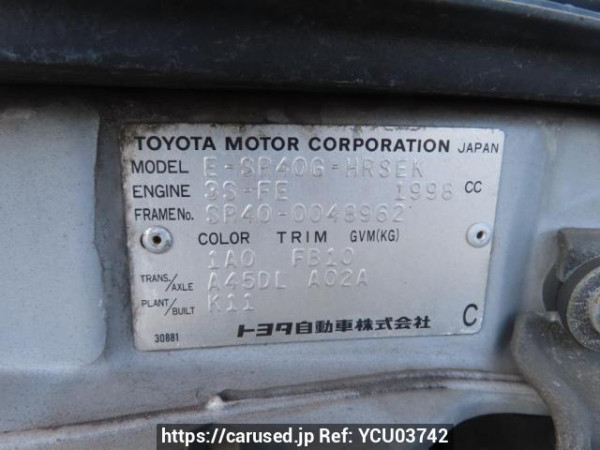 TOYOTA MOTOR CORPORATION JAPAN
MODEL E-SR40G-HRSEK
ENGINE 3S-FE 1998 CC
FRAME No. SR40-0048962
COLOR TRIM GVM(KG)
1A0 FB10
TRANS./AXLE A45DL A02A
PLANT/BUILT K11
トヨタ自動車株式会社 C
30881
https://carused.jp Ref: YCU03742